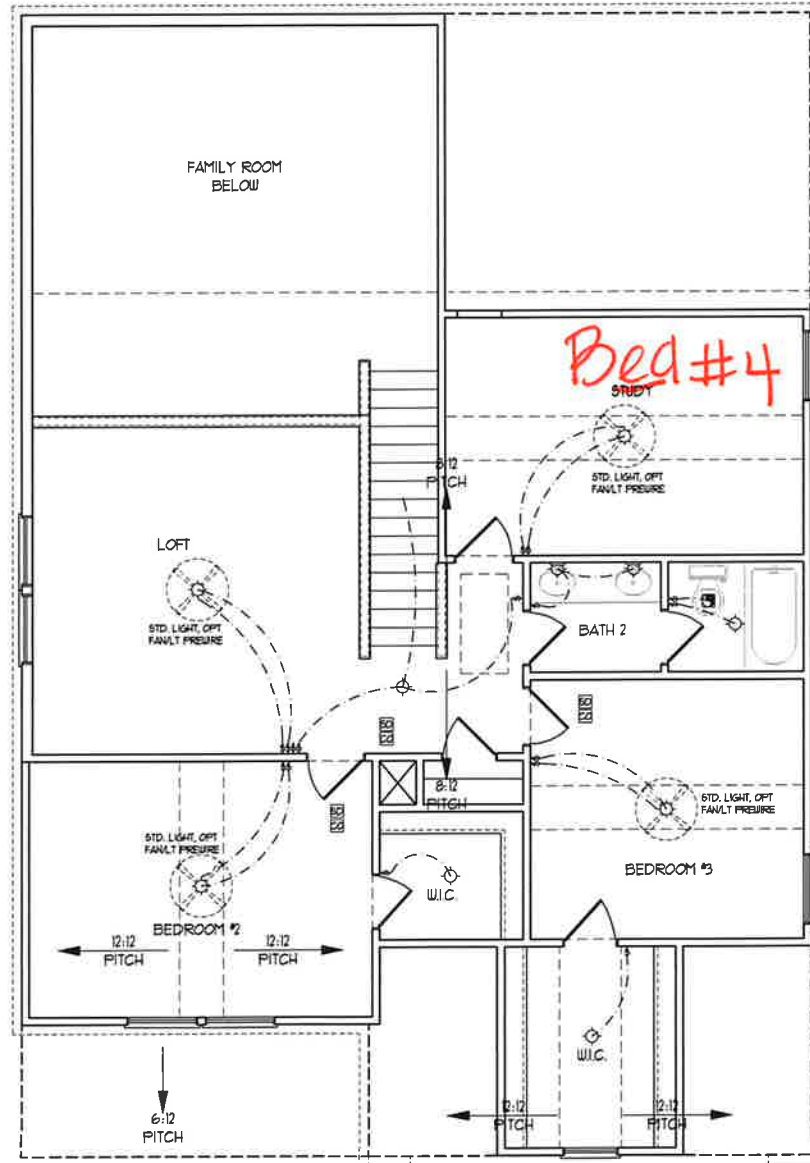 FAMILY ROOM
BELOW
Bed #4
STUDY
STD. LIGHT, OPT
FAN/LT PREWIRE
8:12
PITCH
LOFT
STD. LIGHT, OPT
FAN/LT PREWIRE
BATH 2
8:12
PITCH
STD. LIGHT, OPT
FAN/LT PREWIRE
STD. LIGHT, OPT
FAN/LT PREWIRE
BEDROOM #3
W.I.C.
BEDROOM #2
12:12
PITCH
12:12
PITCH
W.I.C.
6:12
PITCH
12:12
PITCH
12:12
PITCH